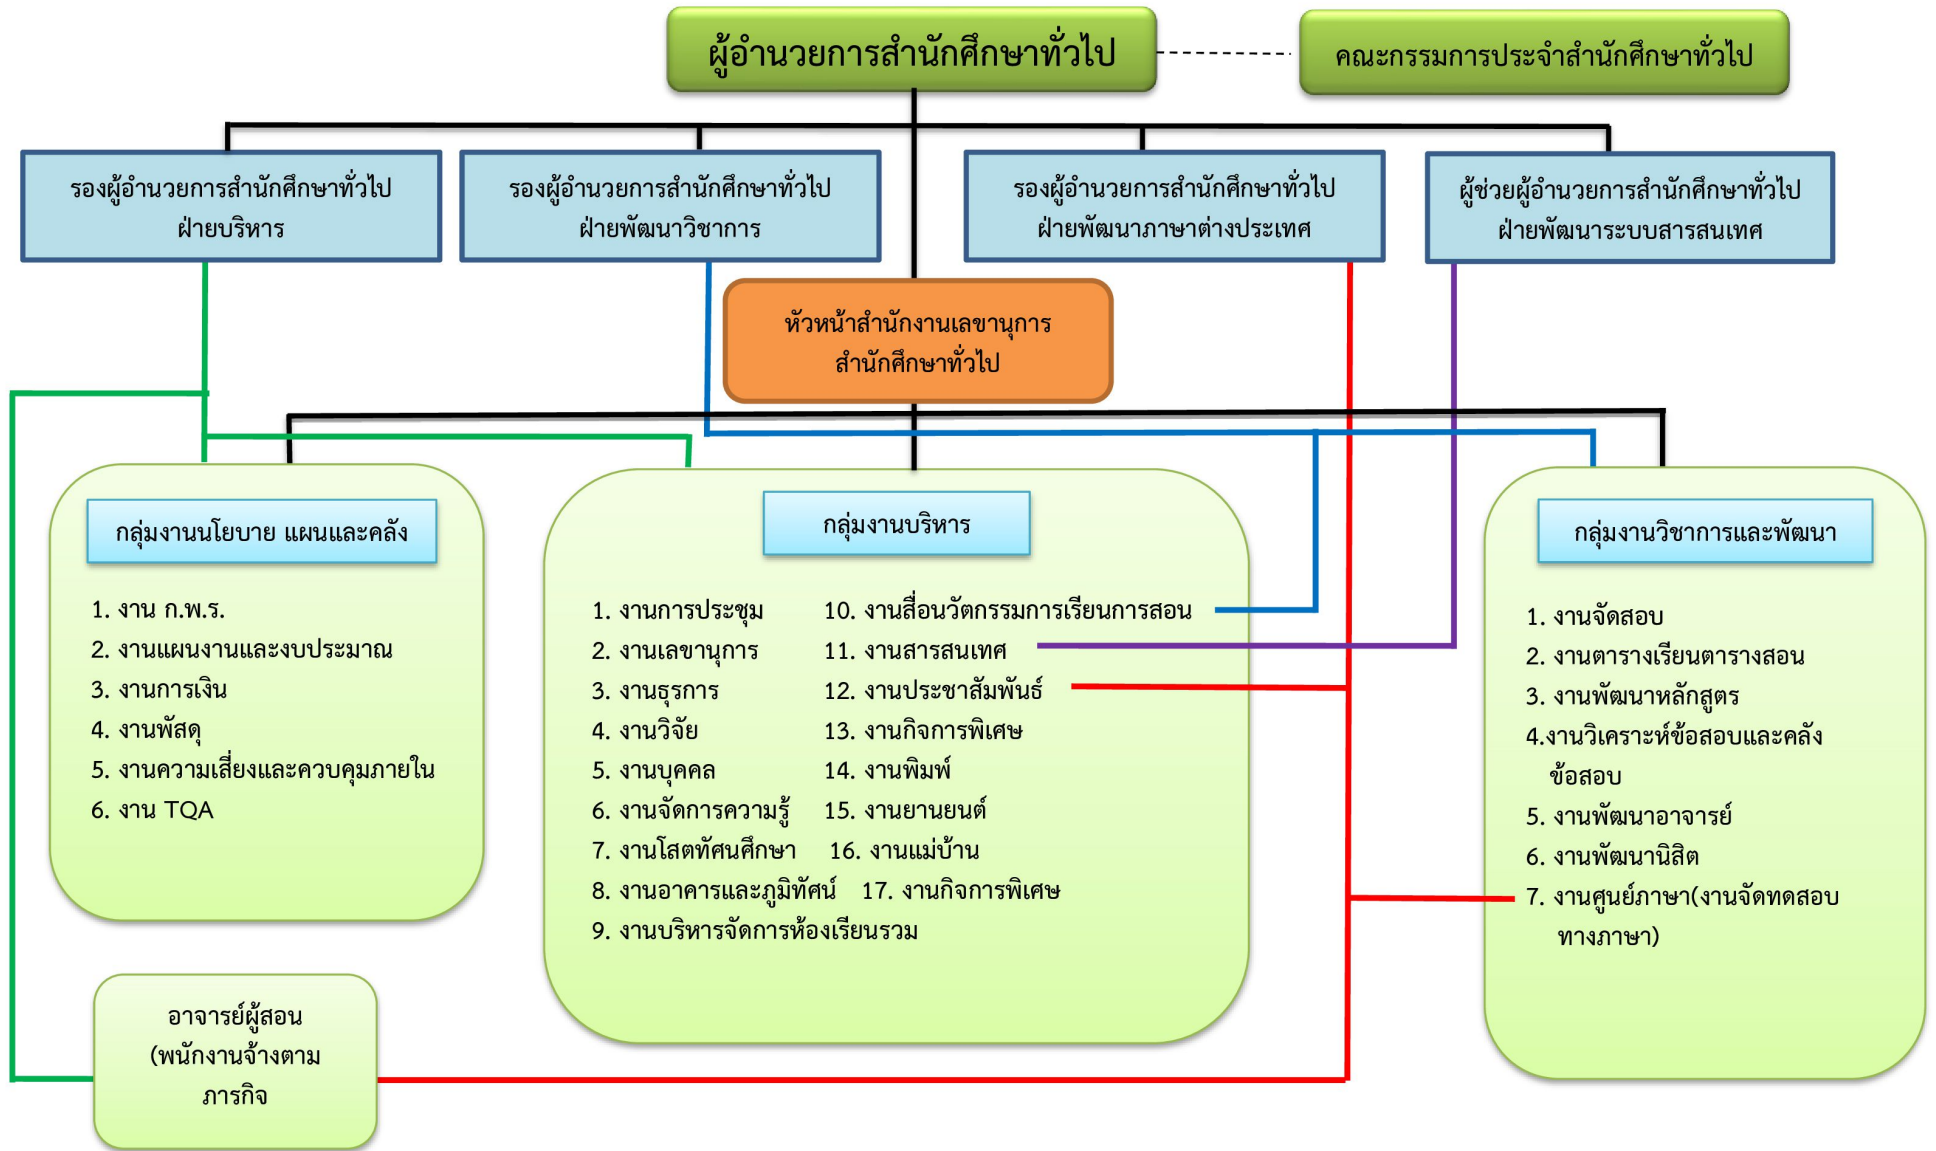 ผู้อำนวยการสำนักศึกษาทั่วไป
คณะกรรมการประจำสำนักศึกษาทั่วไป
รองผู้อำนวยการสำนักศึกษาทั่วไป
ฝ่ายบริหาร
รองผู้อำนวยการสำนักศึกษาทั่วไป
ฝ่ายพัฒนาวิชาการ
รองผู้อำนวยการสำนักศึกษาทั่วไป
ฝ่ายพัฒนาภาษาต่างประเทศ
ผู้ช่วยผู้อำนวยการสำนักศึกษาทั่วไป
ฝ่ายพัฒนาระบบสารสนเทศ
หัวหน้าสำนักงานเลขานุการ
สำนักศึกษาทั่วไป
กลุ่มงานนโยบาย แผนและคลัง
1. งาน ก.พ.ร.
2. งานแผนงานและงบประมาณ
3. งานการเงิน
4. งานพัสดุ
5. งานความเสี่ยงและควบคุมภายใน
6. งาน TQA
กลุ่มงานบริหาร
1. งานการประชุม
2. งานเลขานุการ
3. งานธุรการ
4. งานวิจัย
5. งานบุคคล
6. งานจัดการความรู้
7. งานโสตทัศนศึกษา
8. งานอาคารและภูมิทัศน์
9. งานบริหารจัดการห้องเรียนรวม
10. งานสื่อนวัตกรรมการเรียนการสอน
11. งานสารสนเทศ
12. งานประชาสัมพันธ์
13. งานกิจการพิเศษ
14. งานพิมพ์
15. งานยานยนต์
16. งานแม่บ้าน
17. งานกิจการพิเศษ
กลุ่มงานวิชาการและพัฒนา
1. งานจัดสอบ
2. งานตารางเรียนตารางสอน
3. งานพัฒนาหลักสูตร
4.งานวิเคราะห์ข้อสอบและคลัง
ข้อสอบ
5. งานพัฒนาอาจารย์
6. งานพัฒนานิสิต
7. งานศูนย์ภาษา(งานจัดทดสอบ
ทางภาษา)
อาจารย์ผู้สอน
(พนักงานจ้างตาม
ภารกิจ